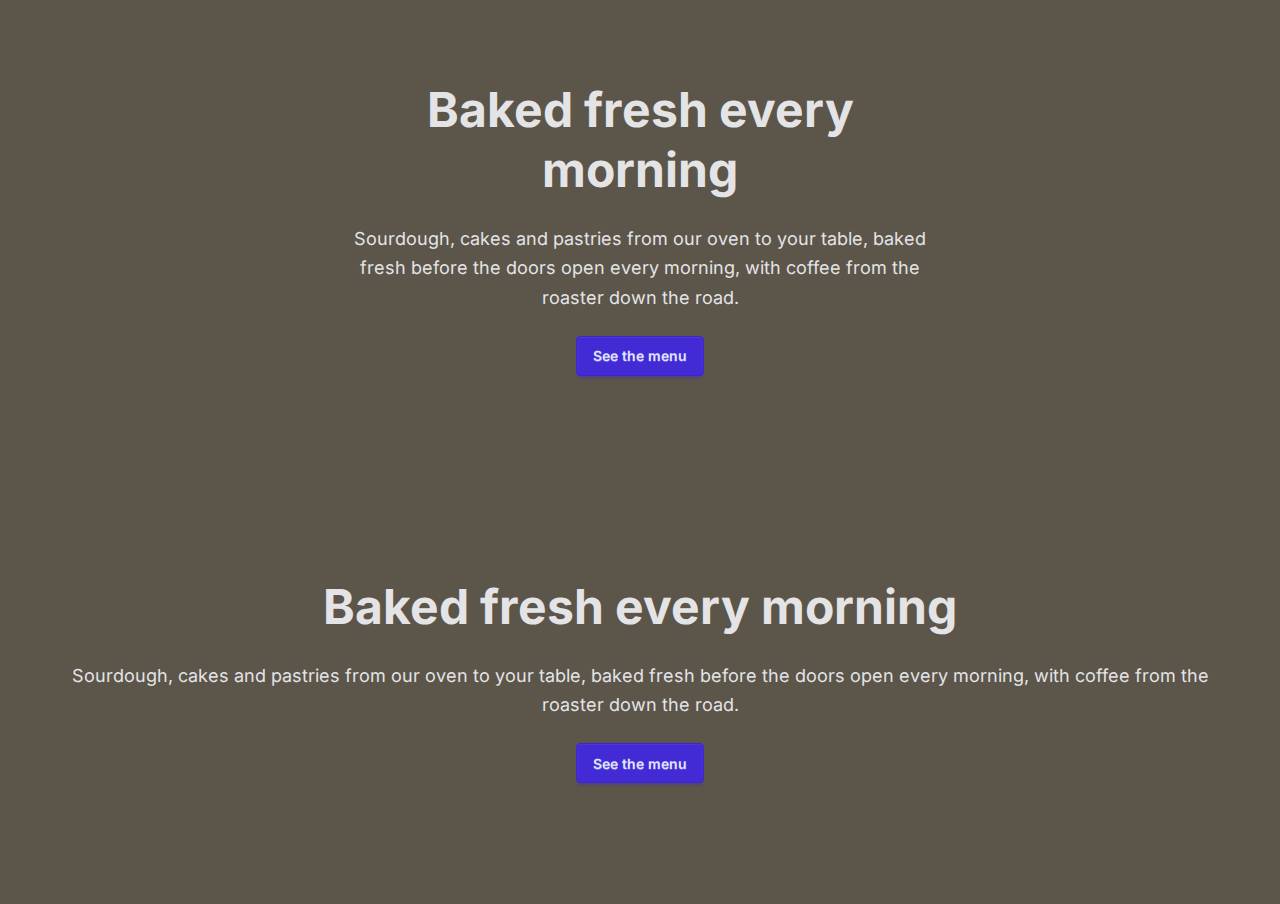 Baked fresh every
morning
Sourdough, cakes and pastries from our oven to your table, baked
fresh before the doors open every morning, with coffee from the
roaster down the road.
See the menu
Baked fresh every morning
Sourdough, cakes and pastries from our oven to your table, baked fresh before the doors open every morning, with coffee from the
roaster down the road.
See the menu